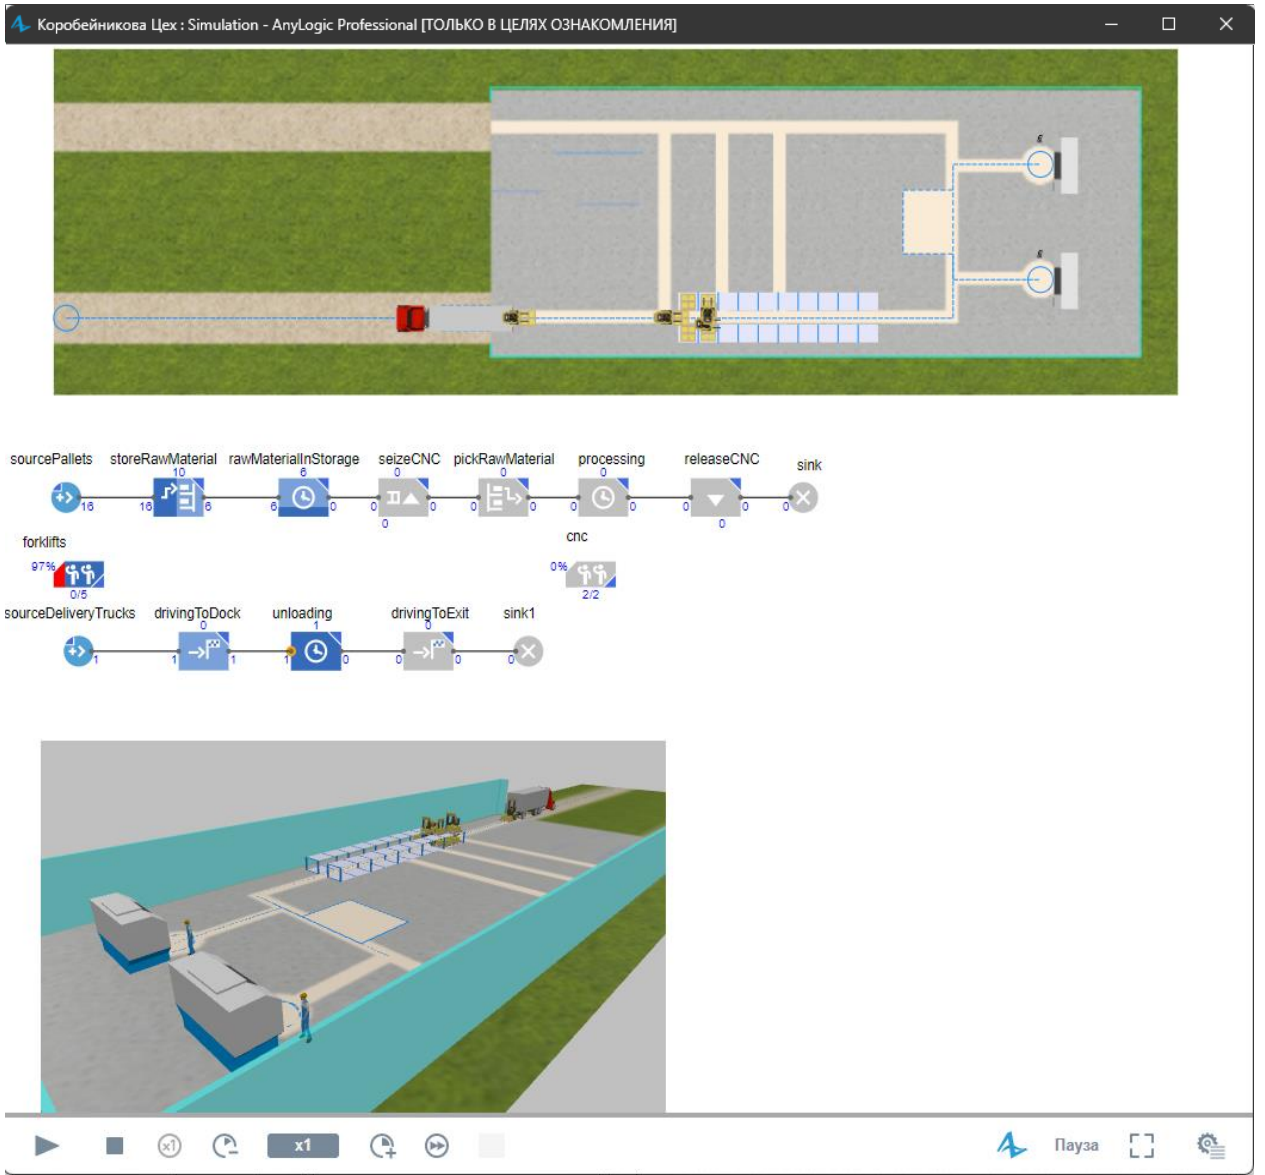 Коробейникова Цех : Simulation - AnyLogic Professional [ТОЛЬКО В ЦЕЛЯХ ОЗНАКОМЛЕНИЯ]
sourcePallets storeRawMaterial rawMaterialInStorage seizeCNC pickRawMaterial processing releaseCNC sink
10 6 0 0 0
16 16 6 6 0 0 0 0 0 0 0 0 0 0
0 0
forklifts cnc
97% 0%
0/5 2/2
sourceDeliveryTrucks drivingToDock unloading drivingToExit sink1
0 1 0
1 1 1 1 0 0 0 0
x1 x1 Пауза